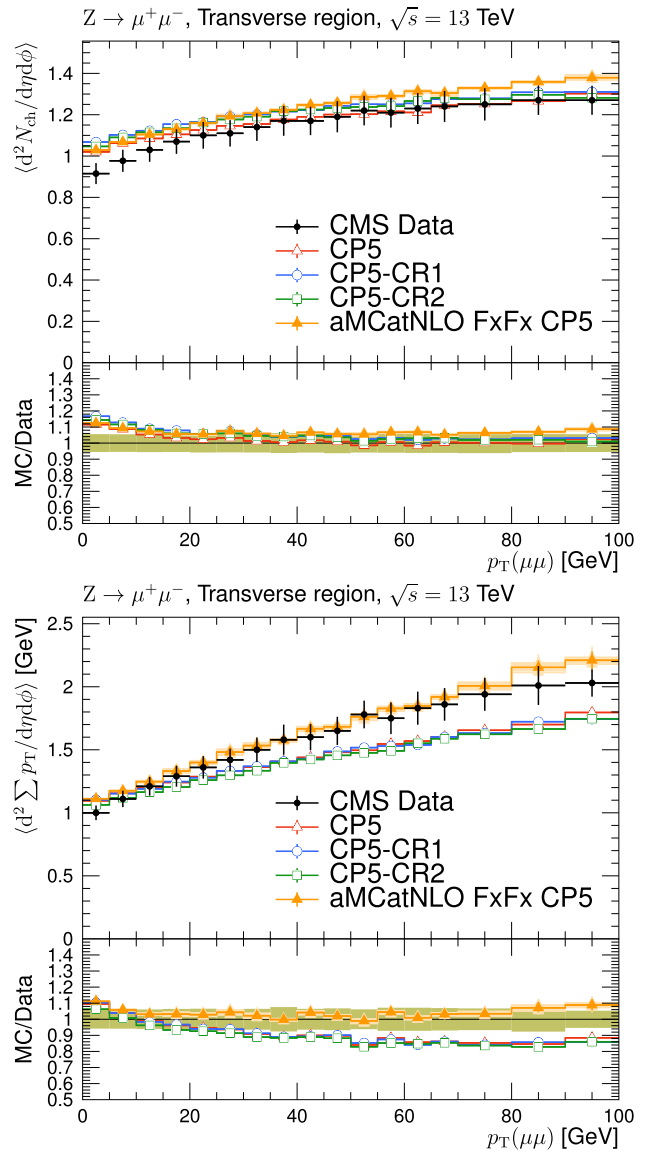 Z → μ⁺μ⁻, Transverse region, √s = 13 TeV
⟨d² N_ch/dηdϕ⟩
1.4
1.2
1
0.8
0.6
0.4
0.2
0
CMS Data
CP5
CP5-CR1
CP5-CR2
aMCatNLO FxFx CP5
MC/Data
1.4
1.3
1.2
1.1
1
0.9
0.8
0.7
0.6
0.5
0 20 40 60 80 100
p_T(μμ) [GeV]
Z → μ⁺μ⁻, Transverse region, √s = 13 TeV
⟨d² ∑ p_T/dηdϕ⟩ [GeV]
2.5
2
1.5
1
0.5
0
CMS Data
CP5
CP5-CR1
CP5-CR2
aMCatNLO FxFx CP5
MC/Data
1.4
1.3
1.2
1.1
1
0.9
0.8
0.7
0.6
0.5
0 20 40 60 80 100
p_T(μμ) [GeV]